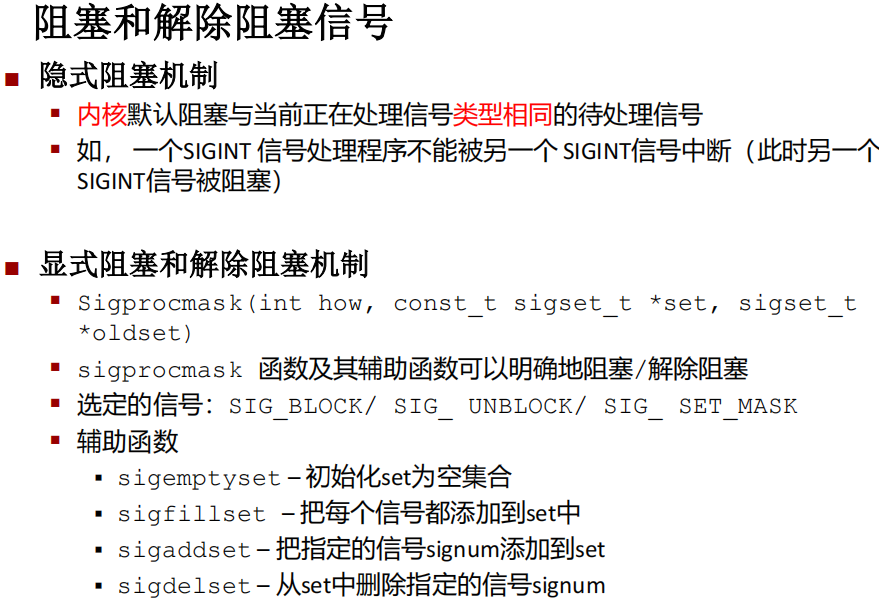 阻塞和解除阻塞信号
隐式阻塞机制
内核默认阻塞与当前正在处理信号类型相同的待处理信号
如， 一个SIGINT 信号处理程序不能被另一个 SIGINT信号中断（此时另一个
SIGINT信号被阻塞）
显式阻塞和解除阻塞机制
Sigprocmask(int how, const_t sigset_t *set, sigset_t
*oldset)
sigprocmask 函数及其辅助函数可以明确地阻塞/解除阻塞
选定的信号：SIG_BLOCK/ SIG_ UNBLOCK/ SIG_ SET_MASK
辅助函数
sigemptyset – 初始化set为空集合
sigfillset – 把每个信号都添加到set中
sigaddset – 把指定的信号signum添加到set
sigdelset – 从set中删除指定的信号signum